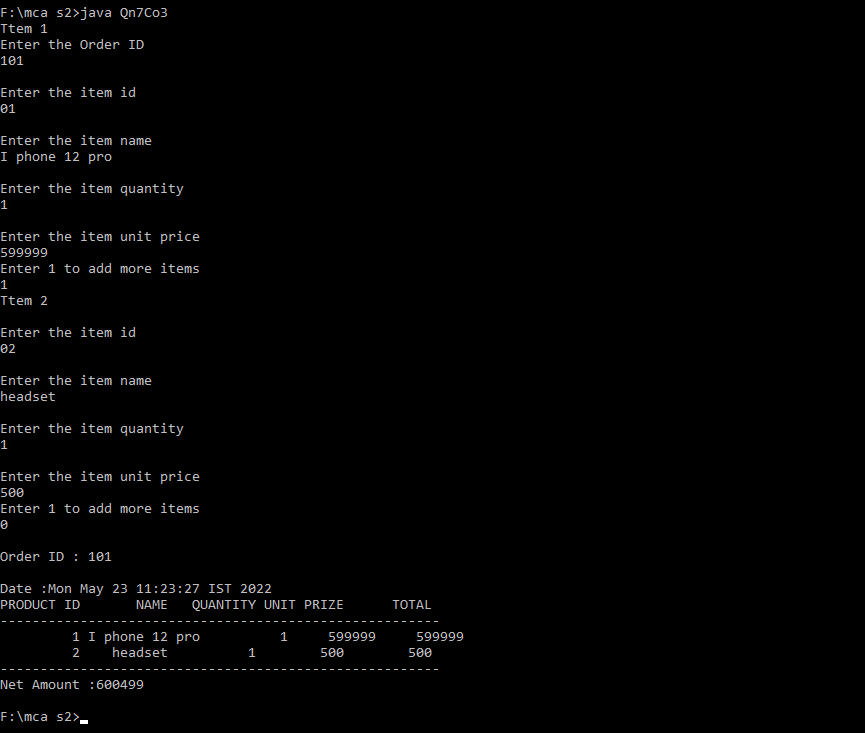 F:\mca s2>java Qn7Co3
Ttem 1
Enter the Order ID
101
Enter the item id
01
Enter the item name
I phone 12 pro
Enter the item quantity
1
Enter the item unit price
599999
Enter 1 to add more items
1
Ttem 2
Enter the item id
02
Enter the item name
headset
Enter the item quantity
1
Enter the item unit price
500
Enter 1 to add more items
0
Order ID : 101
Date :Mon May 23 11:23:27 IST 2022
PRODUCT ID       NAME   QUANTITY UNIT PRIZE      TOTAL
-------------------------------------------------------
         1 I phone 12 pro          1     599999     599999
         2    headset          1        500        500
-------------------------------------------------------
Net Amount :600499
F:\mca s2>